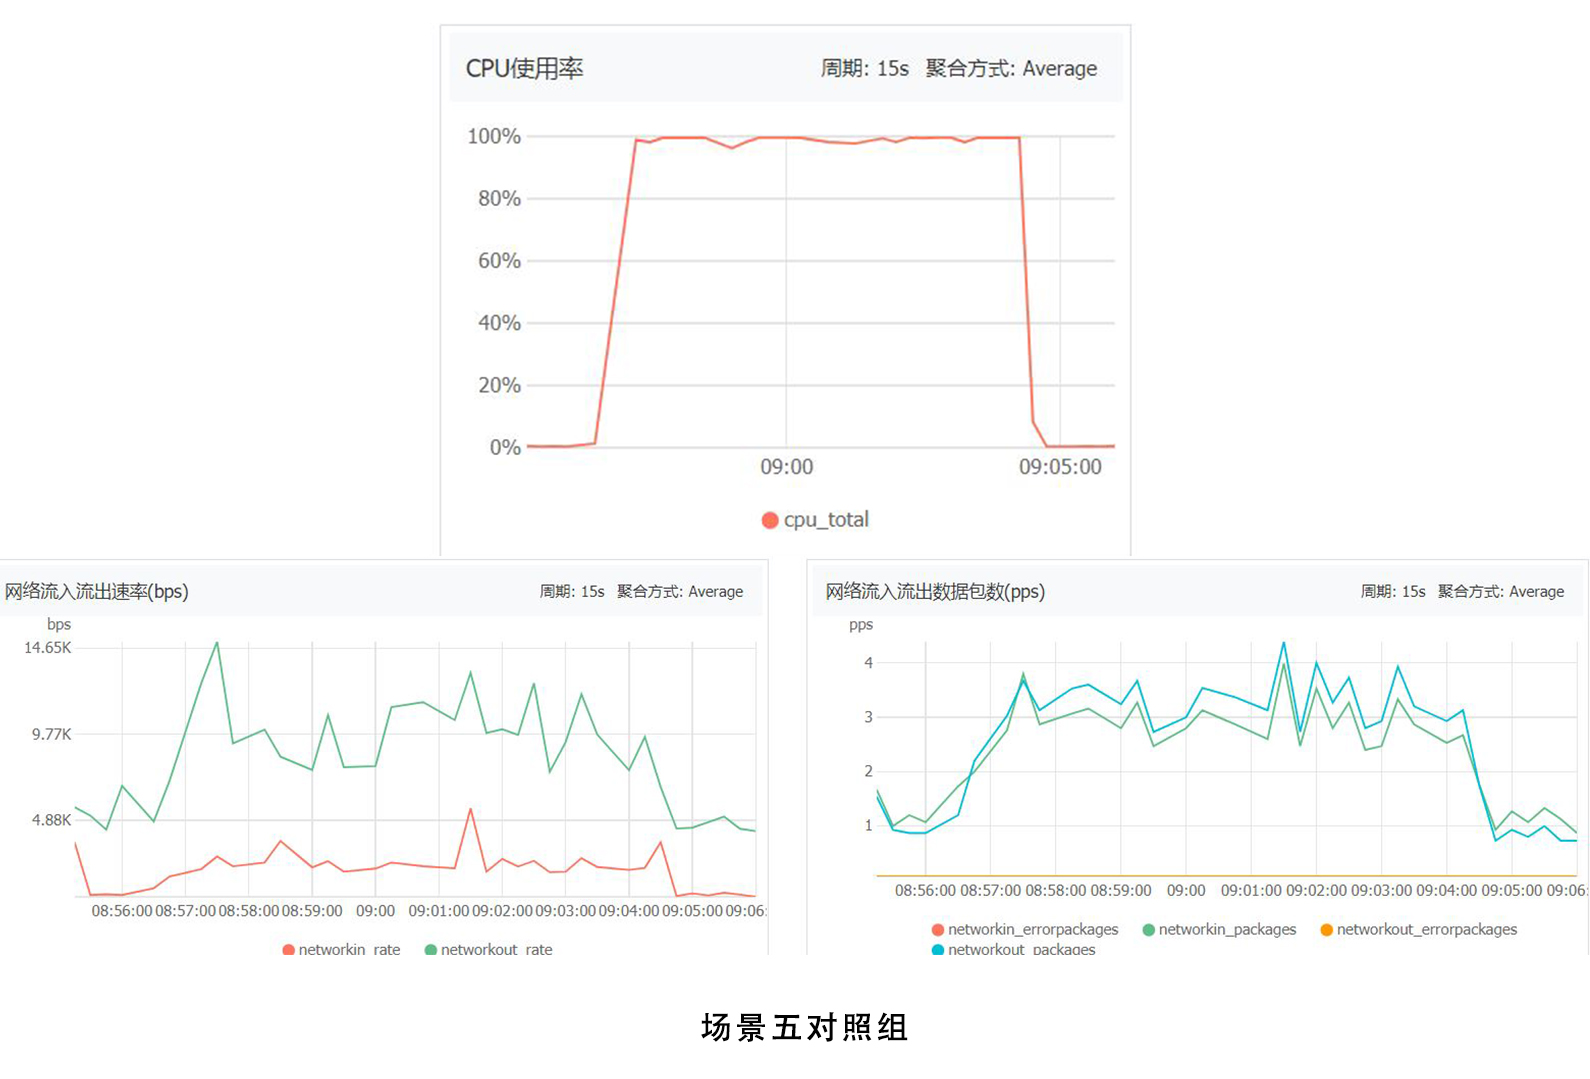 CPU使用率 周期: 15s 聚合方式: Average
100%
80%
60%
40%
20%
0%
09:00 09:05:00
cpu_total
网络流入流出速率(bps) 周期: 15s 聚合方式: Average
bps
14.65K
9.77K
4.88K
08:56:00 08:57:00 08:58:00 08:59:00 09:00 09:01:00 09:02:00 09:03:00 09:04:00 09:05:00 09:06:
networkin_rate networkout_rate
网络流入流出数据包数(pps) 周期: 15s 聚合方式: Average
pps
4
3
2
1
08:56:00 08:57:00 08:58:00 08:59:00 09:00 09:01:00 09:02:00 09:03:00 09:04:00 09:05:00 09:06:
networkin_errorpackages networkin_packages networkout_errorpackages
networkout_packages
场景五对照组